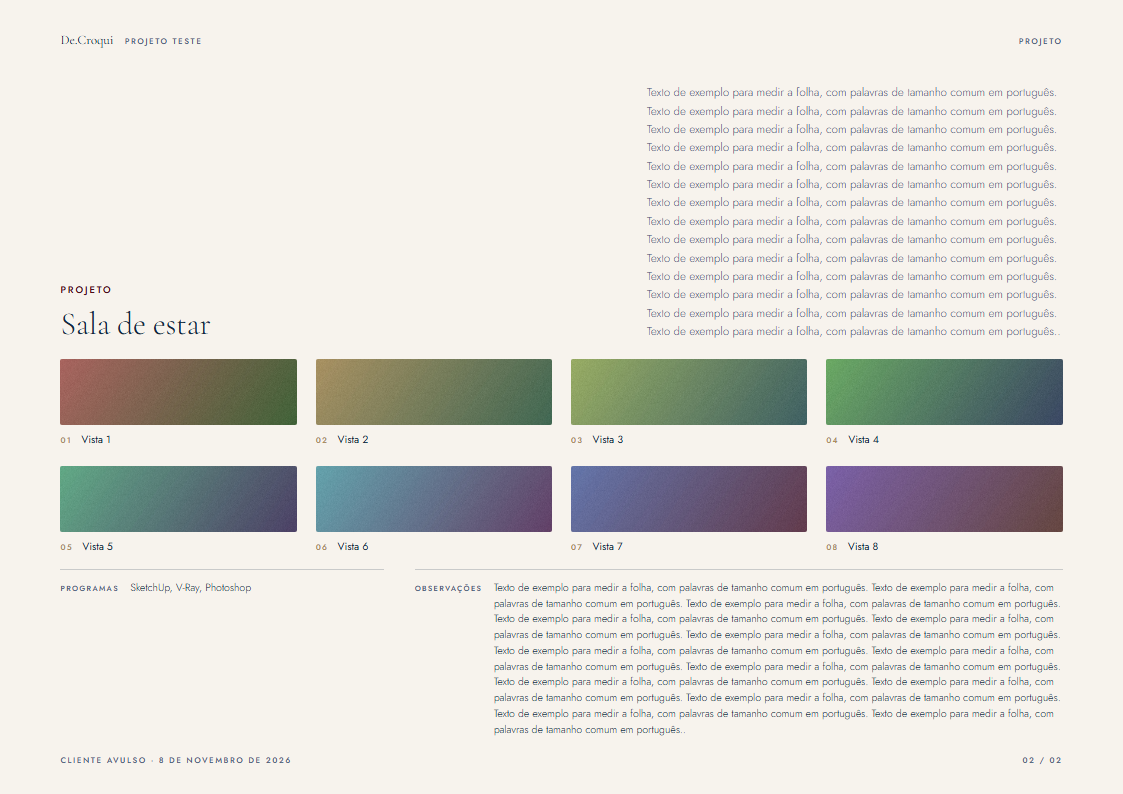 De.Croqui PROJETO TESTE
PROJETO
Texto de exemplo para medir a folha, com palavras de tamanho comum em português.
Texto de exemplo para medir a folha, com palavras de tamanho comum em português.
Texto de exemplo para medir a folha, com palavras de tamanho comum em português.
Texto de exemplo para medir a folha, com palavras de tamanho comum em português.
Texto de exemplo para medir a folha, com palavras de tamanho comum em português.
Texto de exemplo para medir a folha, com palavras de tamanho comum em português.
Texto de exemplo para medir a folha, com palavras de tamanho comum em português.
Texto de exemplo para medir a folha, com palavras de tamanho comum em português.
Texto de exemplo para medir a folha, com palavras de tamanho comum em português.
Texto de exemplo para medir a folha, com palavras de tamanho comum em português.
Texto de exemplo para medir a folha, com palavras de tamanho comum em português.
Texto de exemplo para medir a folha, com palavras de tamanho comum em português.
Texto de exemplo para medir a folha, com palavras de tamanho comum em português.
Texto de exemplo para medir a folha, com palavras de tamanho comum em português..
PROJETO
Sala de estar
01 Vista 1
02 Vista 2
03 Vista 3
04 Vista 4
05 Vista 5
06 Vista 6
07 Vista 7
08 Vista 8
PROGRAMAS SketchUp, V-Ray, Photoshop
OBSERVAÇÕES Texto de exemplo para medir a folha, com palavras de tamanho comum em português. Texto de exemplo para medir a folha, com
palavras de tamanho comum em português. Texto de exemplo para medir a folha, com palavras de tamanho comum em português.
Texto de exemplo para medir a folha, com palavras de tamanho comum em português. Texto de exemplo para medir a folha, com
palavras de tamanho comum em português. Texto de exemplo para medir a folha, com palavras de tamanho comum em português.
Texto de exemplo para medir a folha, com palavras de tamanho comum em português. Texto de exemplo para medir a folha, com
palavras de tamanho comum em português. Texto de exemplo para medir a folha, com palavras de tamanho comum em português.
Texto de exemplo para medir a folha, com palavras de tamanho comum em português. Texto de exemplo para medir a folha, com
palavras de tamanho comum em português. Texto de exemplo para medir a folha, com palavras de tamanho comum em português.
Texto de exemplo para medir a folha, com palavras de tamanho comum em português. Texto de exemplo para medir a folha, com
palavras de tamanho comum em português..
CLIENTE AVULSO · 8 DE NOVEMBRO DE 2026
02 / 02